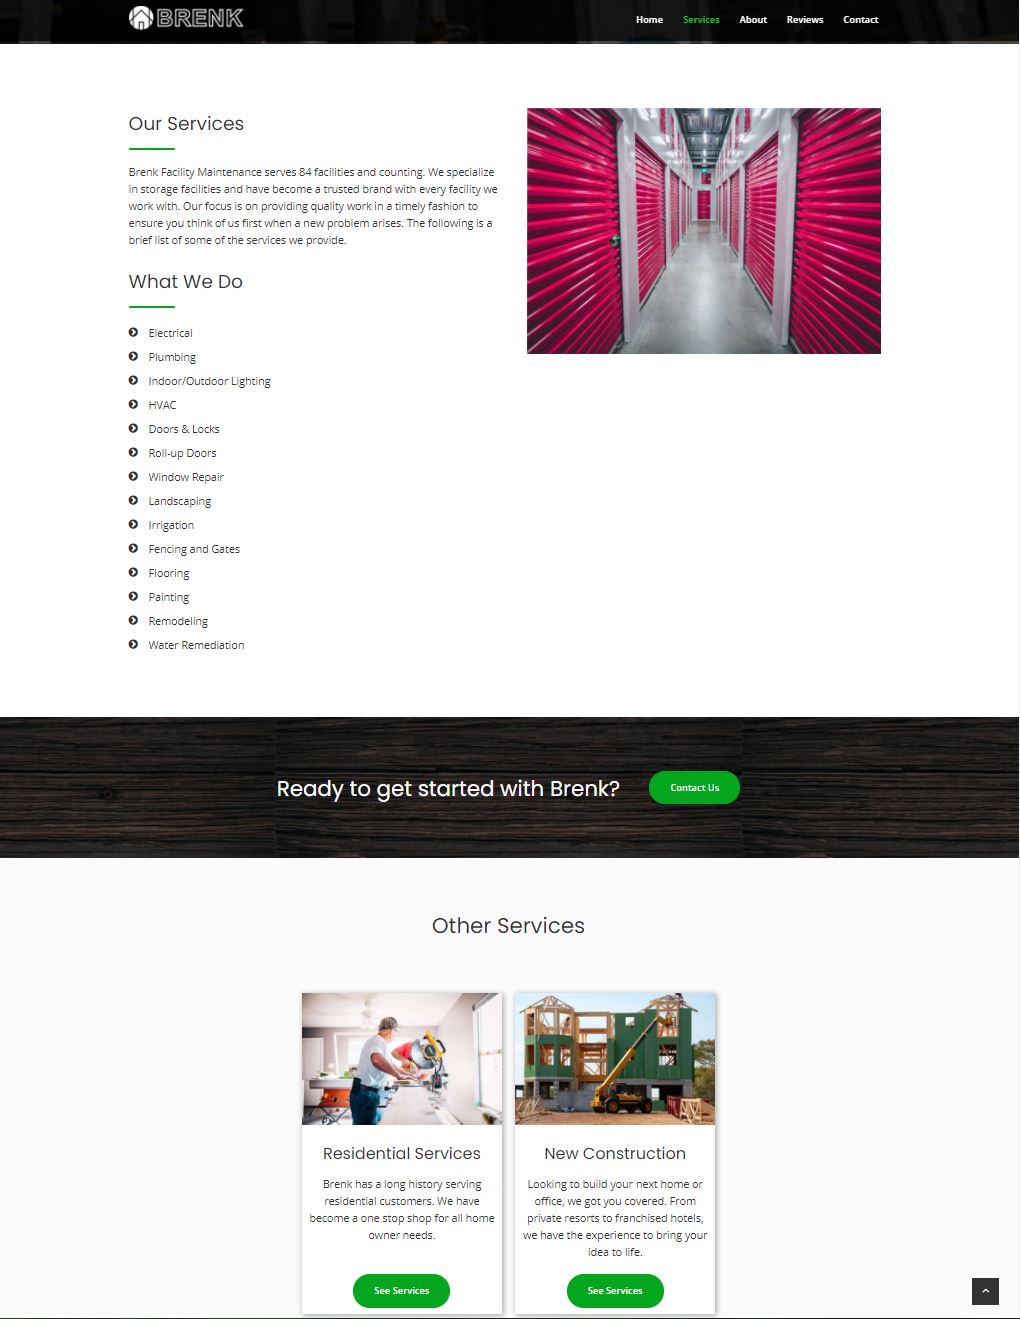 BRENK
Home Services About Reviews Contact
Our Services
Brenk Facility Maintenance serves 84 facilities and counting. We specialize
in storage facilities and have become a trusted brand with every facility we
work with. Our focus is on providing quality work in a timely fashion to
ensure you think of us first when a new problem arises. The following is a
brief list of some of the services we provide.
What We Do
Electrical
Plumbing
Indoor/Outdoor Lighting
HVAC
Doors & Locks
Roll-up Doors
Window Repair
Landscaping
Irrigation
Fencing and Gates
Flooring
Painting
Remodeling
Water Remediation
Ready to get started with Brenk?
Contact Us
Other Services
Residential Services
Brenk has a long history serving
residential customers. We have
become a one stop shop for all home
owner needs.
See Services
New Construction
Looking to build your next home or
office, we got you covered. From
private resorts to franchised hotels,
we have the experience to bring your
idea to life.
See Services